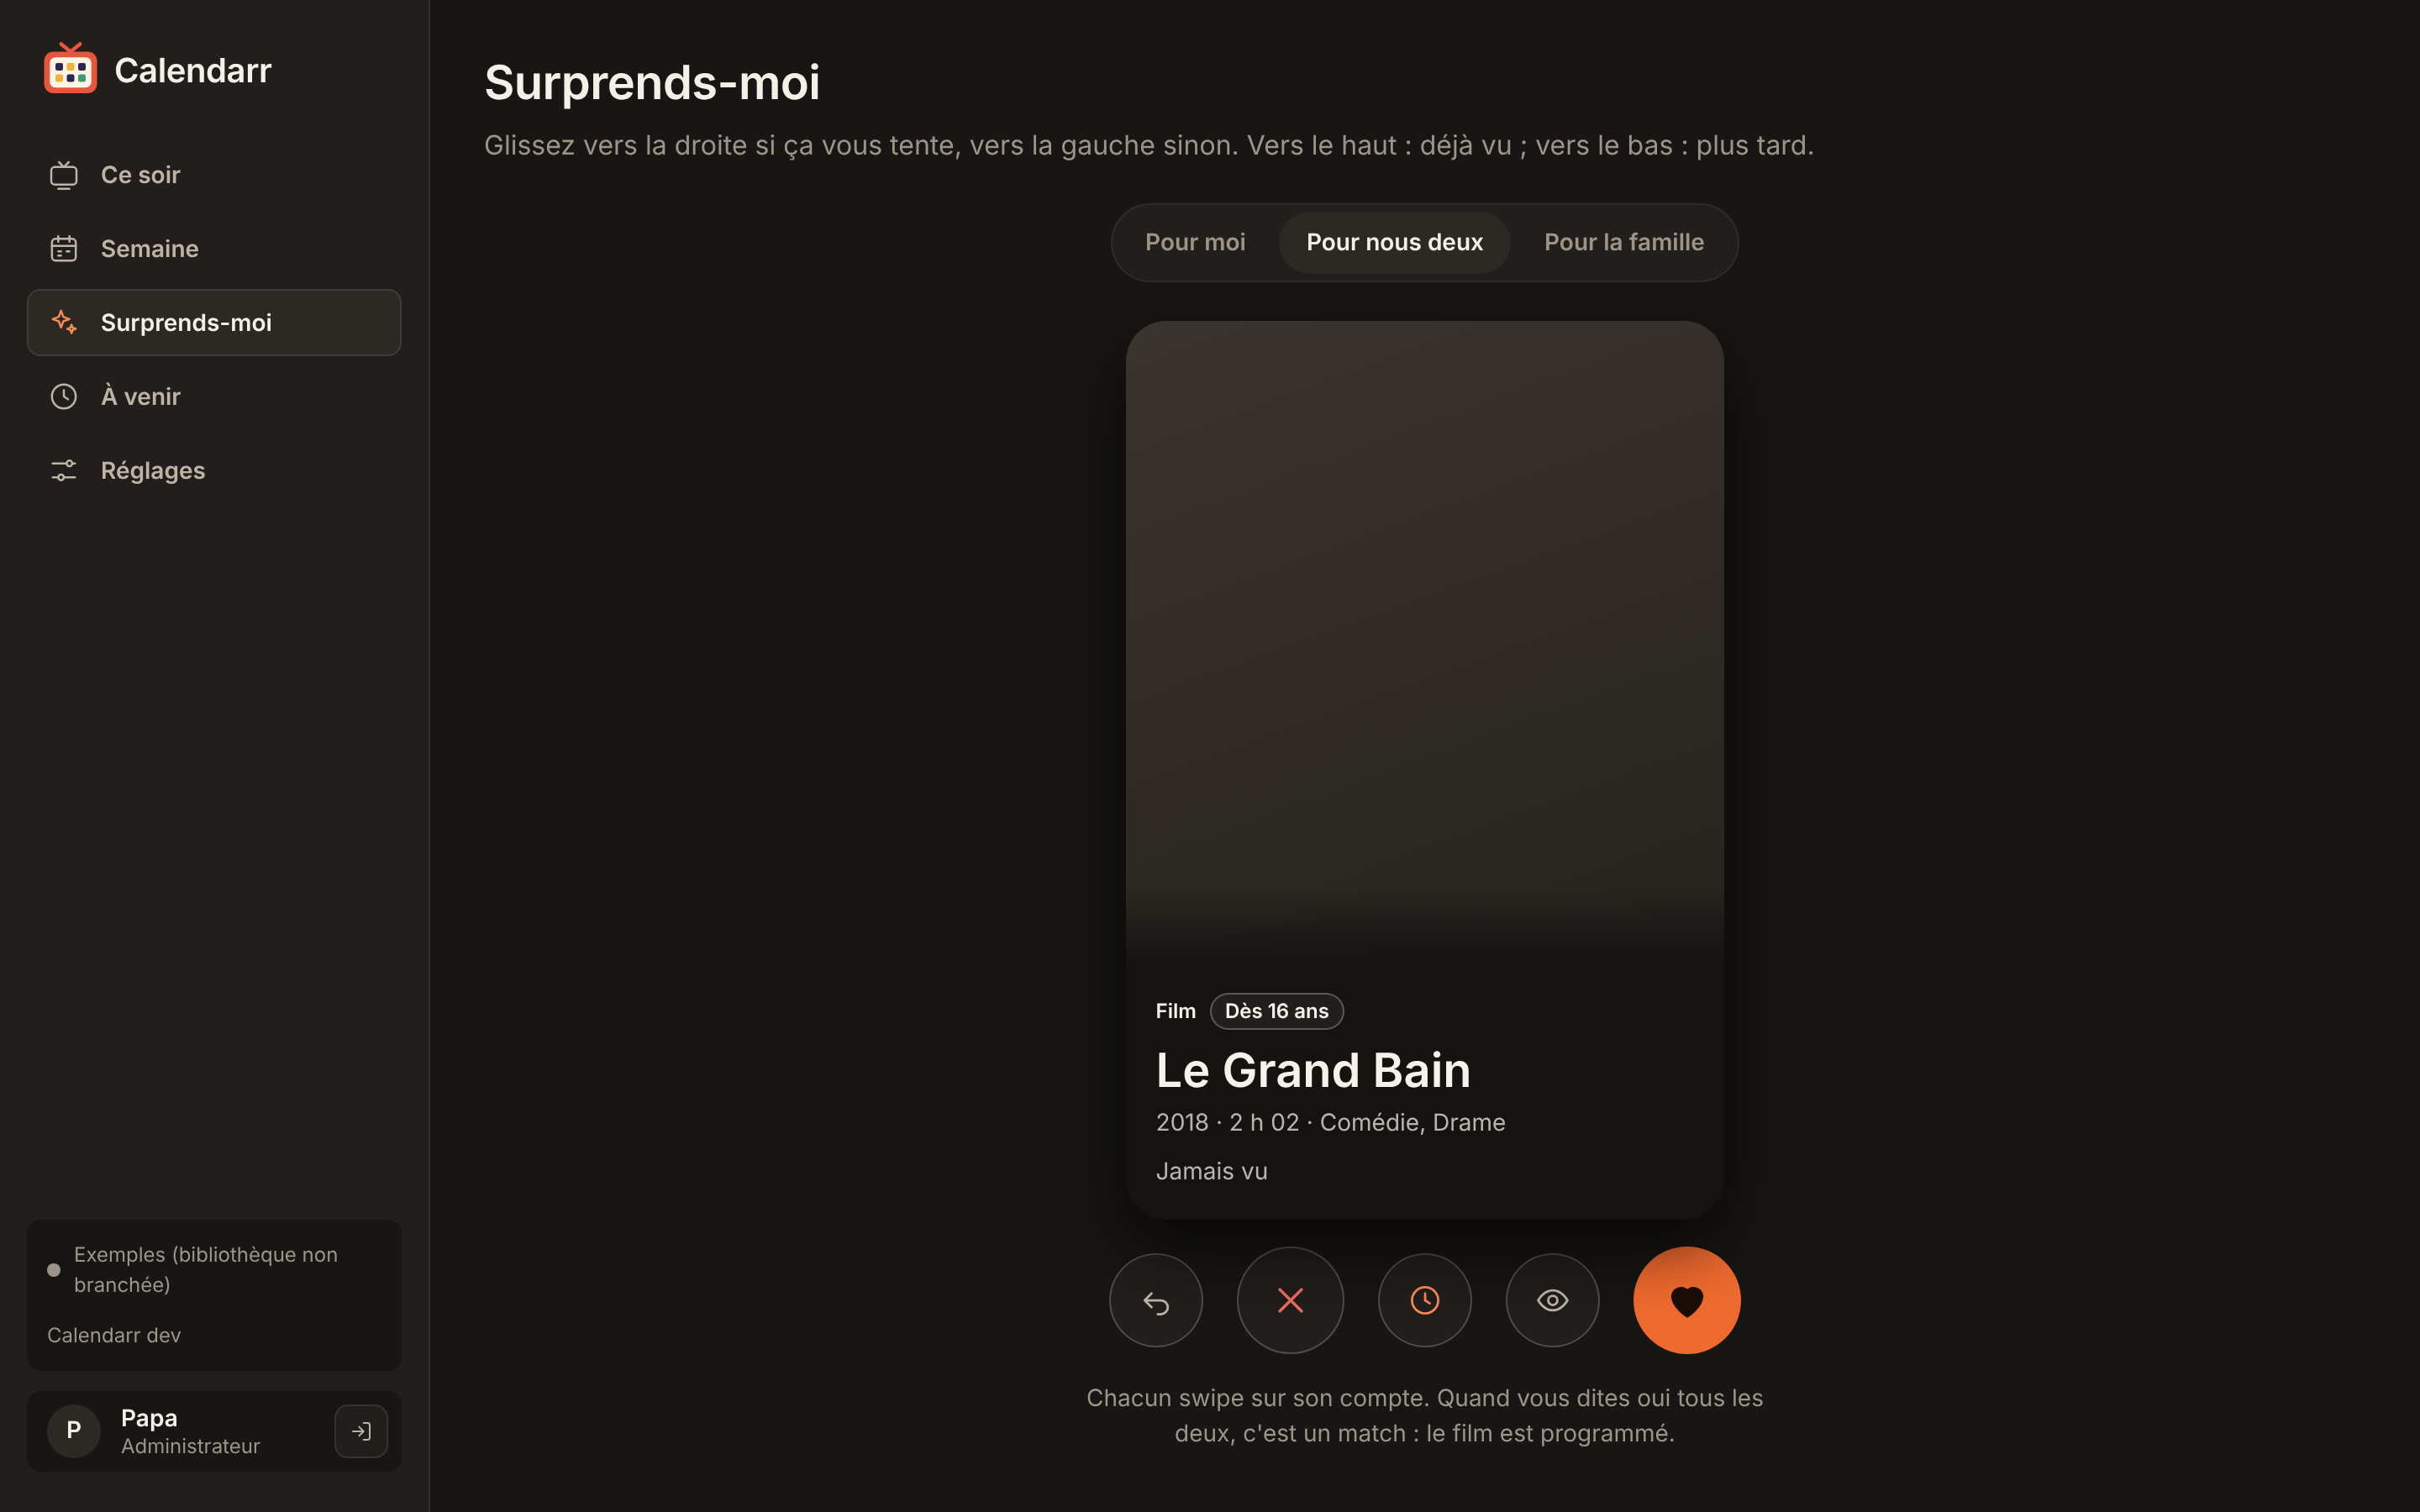 Calendarr
Ce soir
Semaine
Surprends-moi
À venir
Réglages
Exemples (bibliothèque non
branchée)
Calendarr dev
P
Papa
Administrateur
Surprends-moi
Glissez vers la droite si ça vous tente, vers la gauche sinon. Vers le haut : déjà vu ; vers le bas : plus tard.
Pour moi
Pour nous deux
Pour la famille
Film
Dès 16 ans
Le Grand Bain
2018 · 2 h 02 · Comédie, Drame
Jamais vu
Chacun swipe sur son compte. Quand vous dites oui tous les
deux, c'est un match : le film est programmé.